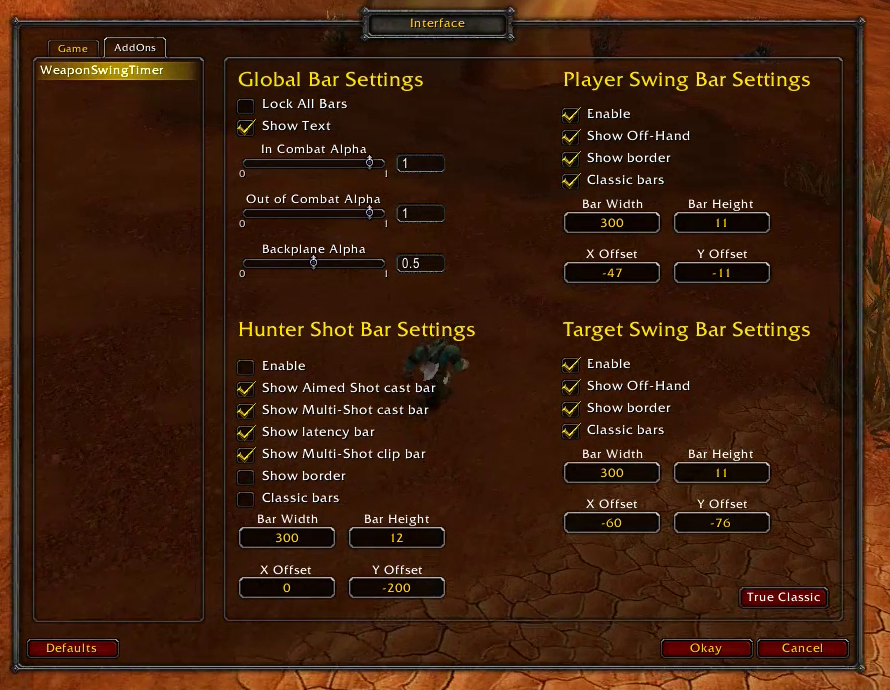 Interface
Game AddOns
WeaponSwingTimer
Global Bar Settings
Lock All Bars
Show Text
In Combat Alpha
1
0 1
Out of Combat Alpha
1
0 1
Backplane Alpha
0.5
0 1
Player Swing Bar Settings
Enable
Show Off-Hand
Show border
Classic bars
Bar Width Bar Height
300 11
X Offset Y Offset
-47 -11
Hunter Shot Bar Settings
Enable
Show Aimed Shot cast bar
Show Multi-Shot cast bar
Show latency bar
Show Multi-Shot clip bar
Show border
Classic bars
Bar Width Bar Height
300 12
X Offset Y Offset
0 -200
Target Swing Bar Settings
Enable
Show Off-Hand
Show border
Classic bars
Bar Width Bar Height
300 11
X Offset Y Offset
-60 -76
True Classic
Defaults Okay Cancel